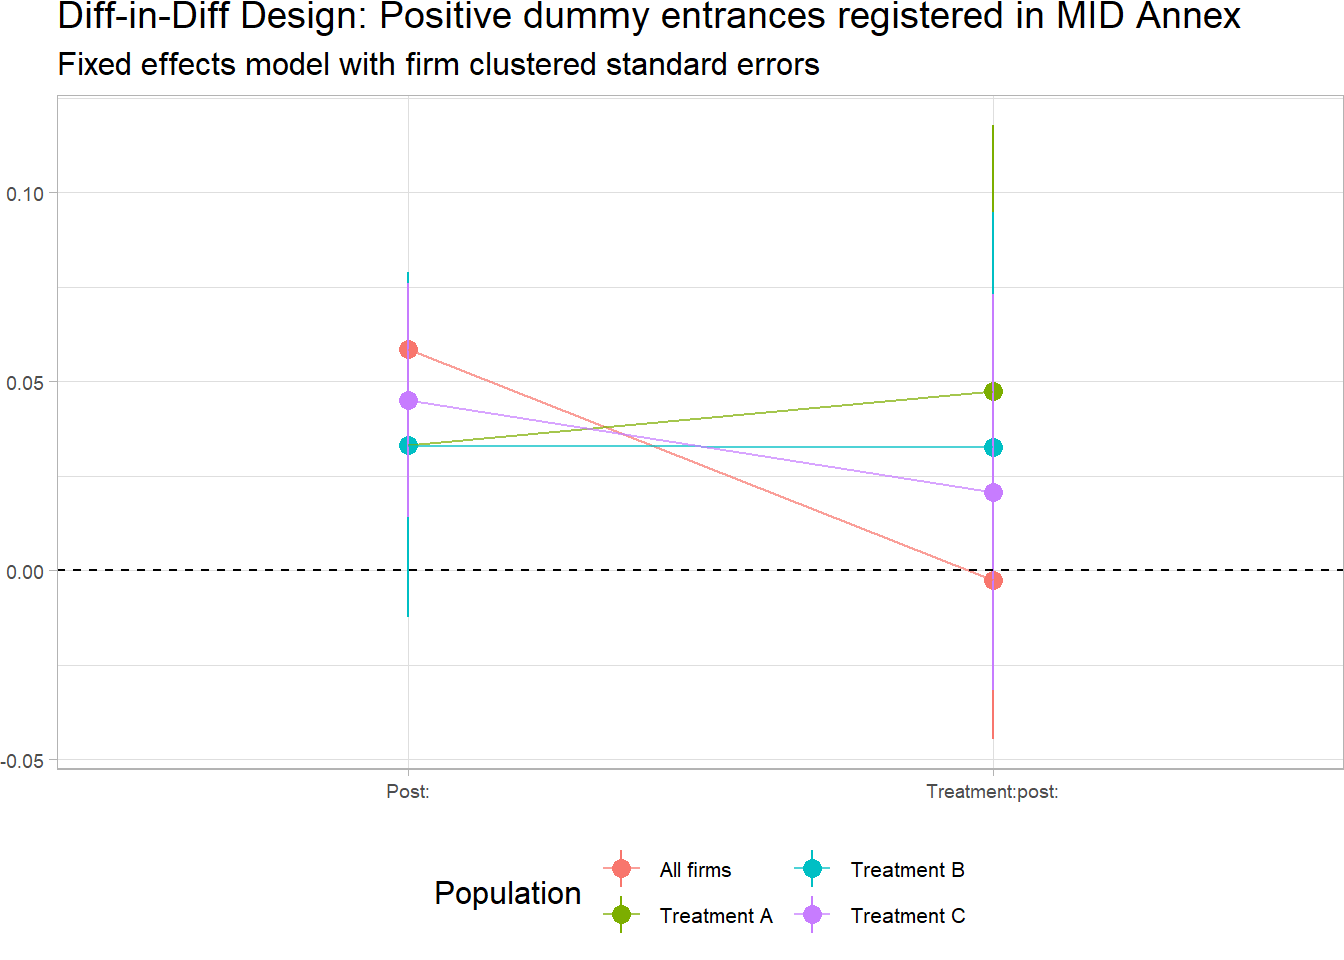 Diff-in-Diff Design: Positive dummy entrances registered in MID Annex
Fixed effects model with firm clustered standard errors
0.10
0.05
0.00
-0.05
Post:
Treatment:post:
Population
All firms
Treatment A
Treatment B
Treatment C